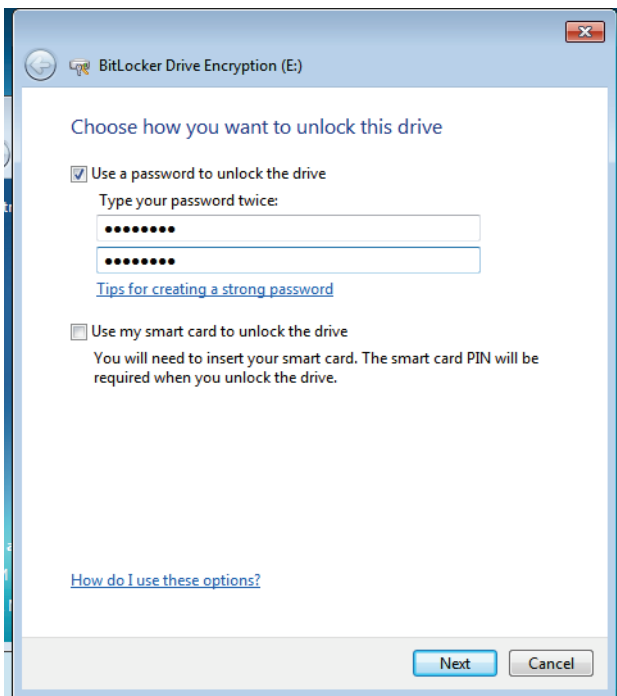 BitLocker Drive Encryption (E:)
Choose how you want to unlock this drive
Use a password to unlock the drive
Type your password twice:
••••••••
••••••••
Tips for creating a strong password
Use my smart card to unlock the drive
You will need to insert your smart card. The smart card PIN will be
required when you unlock the drive.
How do I use these options?
Next Cancel